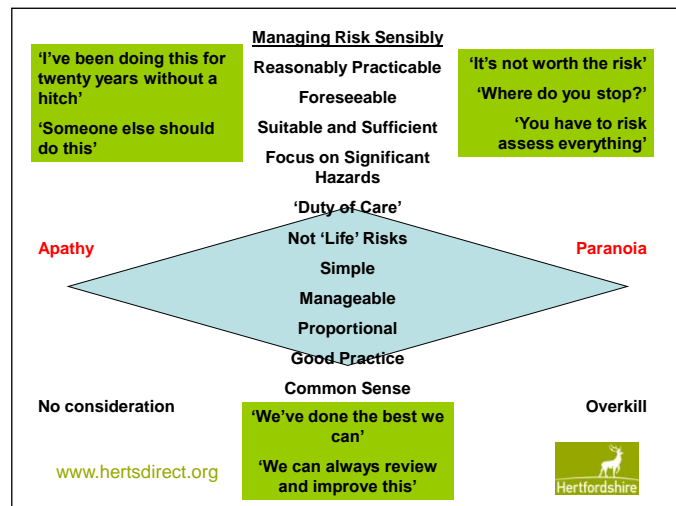 Managing Risk Sensibly
‘I’ve been doing this for
twenty years without a
hitch’
‘Someone else should
do this’
Reasonably Practicable
Foreseeable
Suitable and Sufficient
Focus on Significant
Hazards
‘Duty of Care’
‘It’s not worth the risk’
‘Where do you stop?’
‘You have to risk
assess everything’
Apathy
Not ‘Life’ Risks
Simple
Manageable
Proportional
Good Practice
Common Sense
Paranoia
No consideration
‘We’ve done the best we
can’
‘We can always review
and improve this’
Overkill
www.hertsdirect.org
Hertfordshire